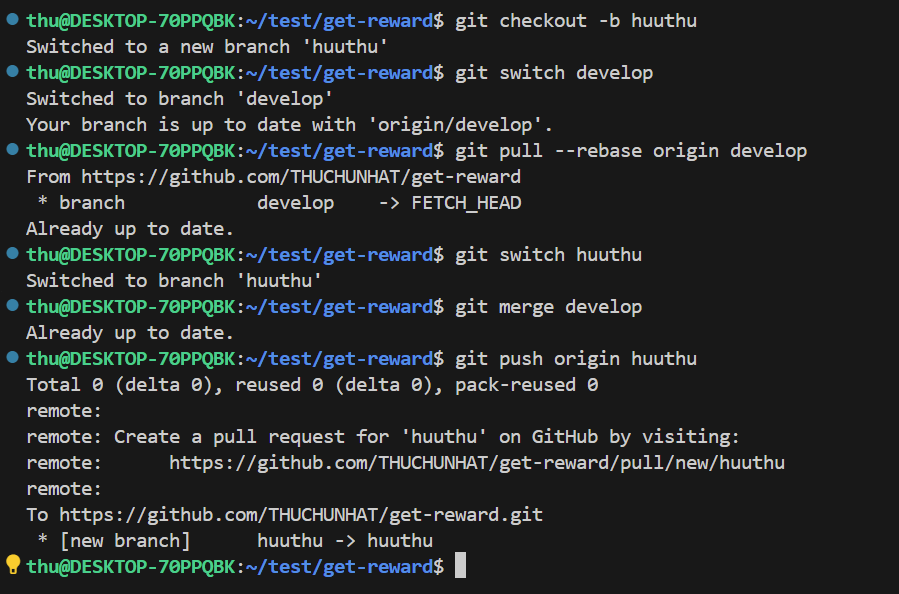 thu@DESKTOP-70PPQBK:~/test/get-reward$ git checkout -b huuthu
Switched to a new branch 'huuthu'
thu@DESKTOP-70PPQBK:~/test/get-reward$ git switch develop
Switched to branch 'develop'
Your branch is up to date with 'origin/develop'.
thu@DESKTOP-70PPQBK:~/test/get-reward$ git pull --rebase origin develop
From https://github.com/THUCHUNHAT/get-reward
 * branch            develop    -> FETCH_HEAD
Already up to date.
thu@DESKTOP-70PPQBK:~/test/get-reward$ git switch huuthu
Switched to branch 'huuthu'
thu@DESKTOP-70PPQBK:~/test/get-reward$ git merge develop
Already up to date.
thu@DESKTOP-70PPQBK:~/test/get-reward$ git push origin huuthu
Total 0 (delta 0), reused 0 (delta 0), pack-reused 0
remote:
remote: Create a pull request for 'huuthu' on GitHub by visiting:
remote:      https://github.com/THUCHUNHAT/get-reward/pull/new/huuthu
remote:
To https://github.com/THUCHUNHAT/get-reward.git
 * [new branch]      huuthu -> huuthu
thu@DESKTOP-70PPQBK:~/test/get-reward$